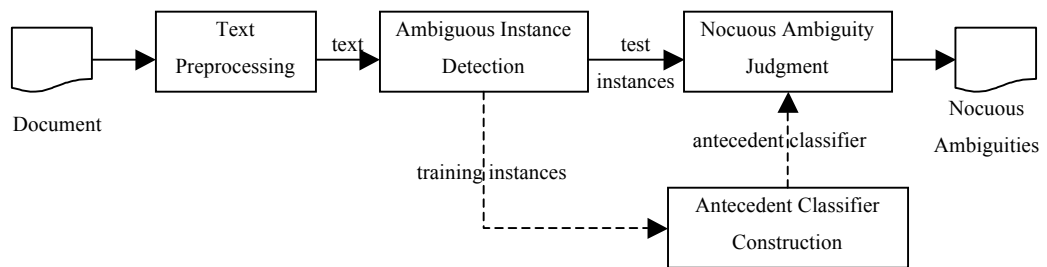 Document
Text
Preprocessing
text
Ambiguous Instance
Detection
test
instances
Nocuous Ambiguity
Judgment
Nocuous
Ambiguities
training instances
antecedent classifier
Antecedent Classifier
Construction